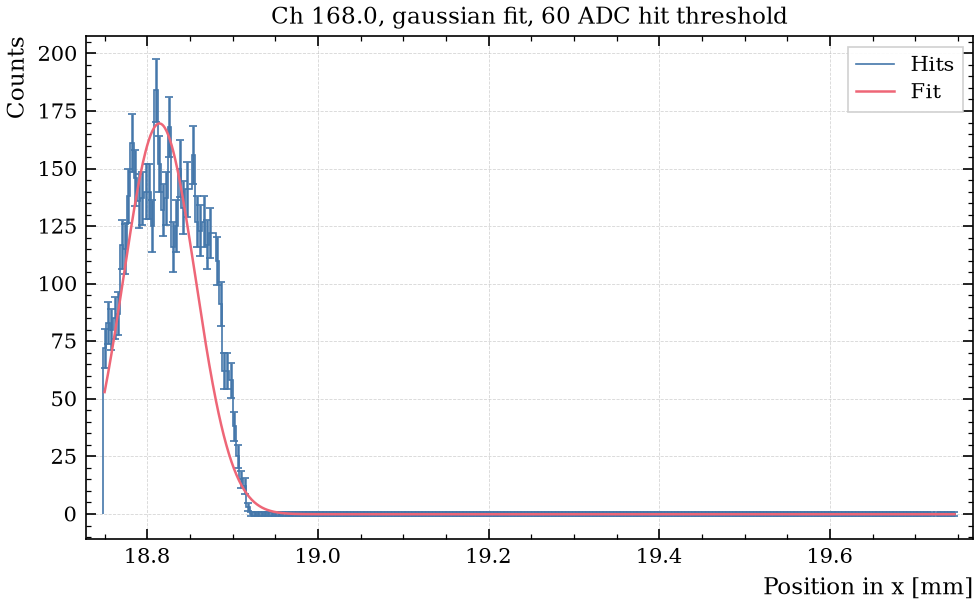 Ch 168.0, gaussian fit, 60 ADC hit threshold
Counts
200
175
150
125
100
75
50
25
0
Hits
Fit
18.8
19.0
19.2
19.4
19.6
Position in x [mm]